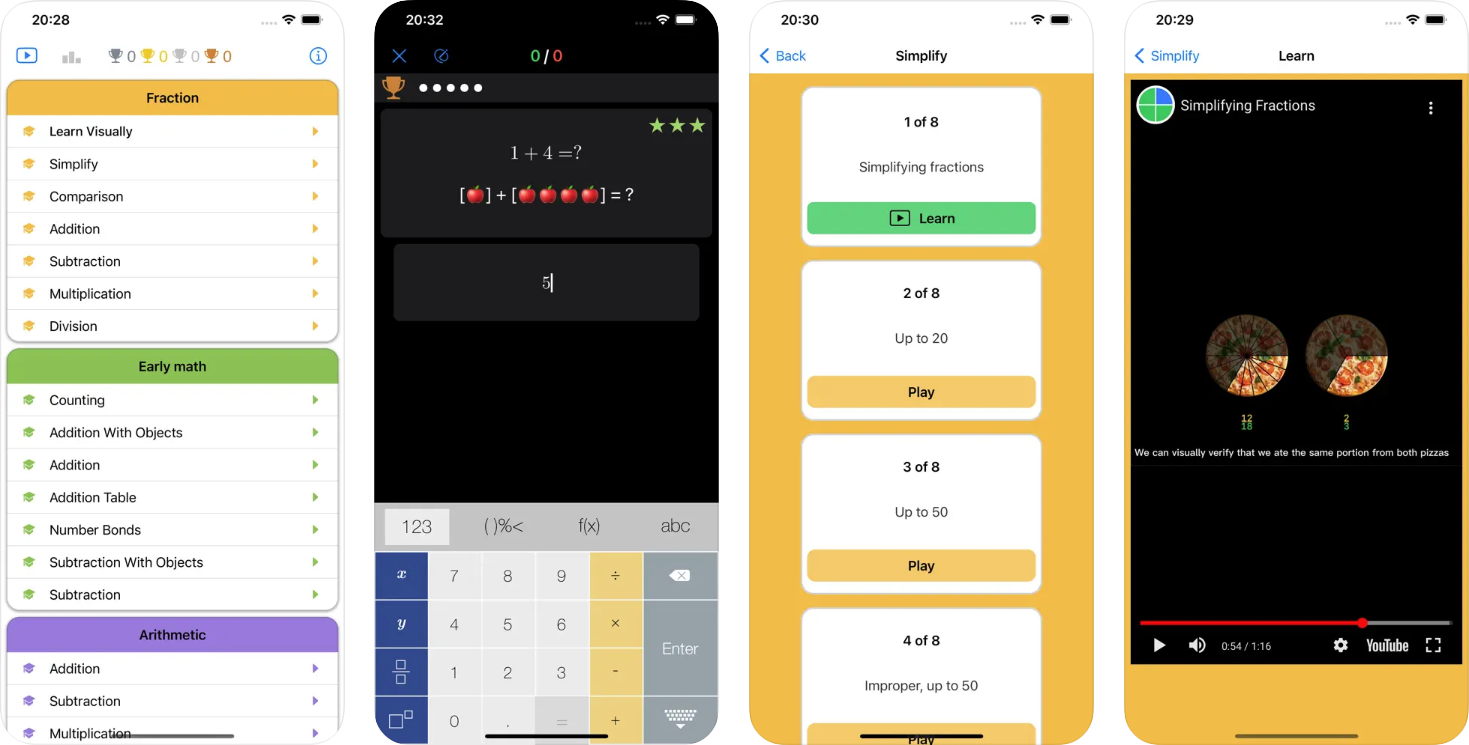 20:28
0 0 0 0
Fraction
Learn Visually
Simplify
Comparison
Addition
Subtraction
Multiplication
Division
Early math
Counting
Addition With Objects
Addition
Addition Table
Number Bonds
Subtraction With Objects
Subtraction
Arithmetic
Addition
Subtraction
Multiplication
20:32
0 / 0
1 + 4 =?
[🍎] + [🍎🍎🍎🍎] = ?
5
123 ( )%< f(x) abc
x 7 8 9 ÷
y 4 5 6 ×
Enter
1 2 3 -
0 . = +
20:30
Back Simplify
1 of 8
Simplifying fractions
Learn
2 of 8
Up to 20
Play
3 of 8
Up to 50
Play
4 of 8
Improper, up to 50
Play
20:29
Simplify Learn
Simplifying Fractions
12 2
18 3
We can visually verify that we ate the same portion from both pizzas
0:54 / 1:16 YouTube